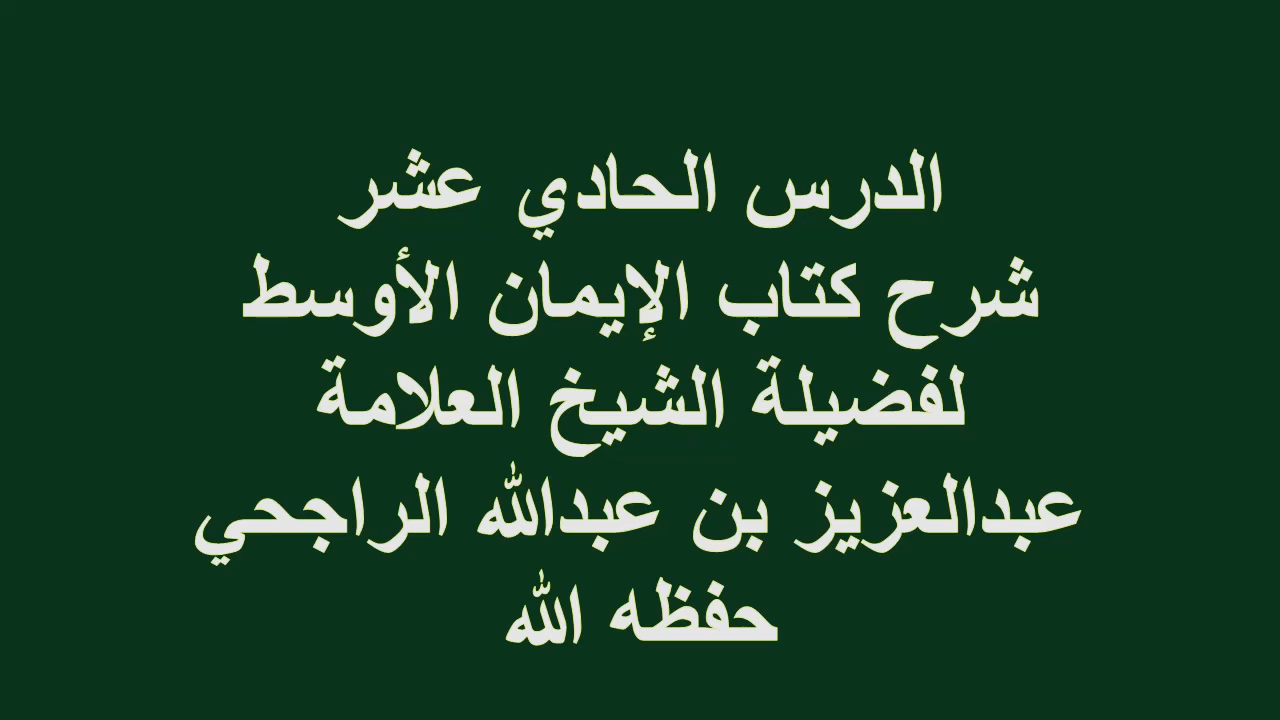 الدرس الحادي عشر
شرح كتاب الإيمان الأوسط
لفضيلة الشيخ العلامة
عبدالعزيز بن عبدالله الراجحي
حفظه الله